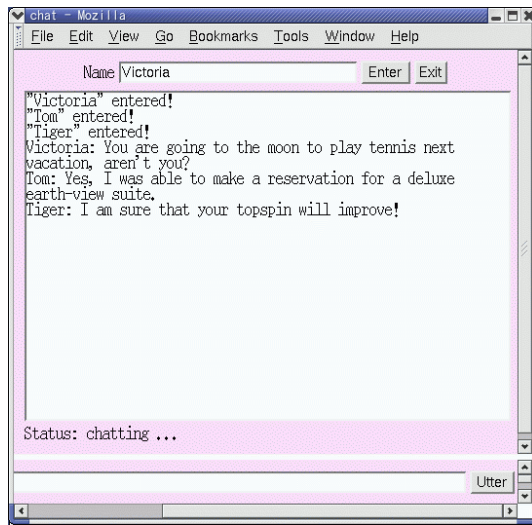 chat - Mozilla
File Edit View Go Bookmarks Tools Window Help
Name Victoria Enter Exit
"Victoria" entered!
"Tom" entered!
"Tiger" entered!
Victoria: You are going to the moon to play tennis next
vacation, aren't you?
Tom: Yes, I was able to make a reservation for a deluxe
earth-view suite.
Tiger: I am sure that your topspin will improve!
Status: chatting ...
Utter